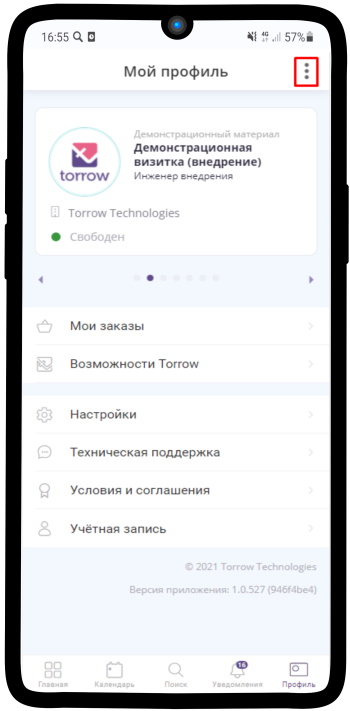 16:55 4G 57%
Мой профиль
Демонстрационный материал
Демонстрационная
визитка (внедрение)
Инженер внедрения
torrow
Torrow Technologies
Свободен
Мои заказы
Возможности Torrow
Настройки
Техническая поддержка
Условия и соглашения
Учётная запись
© 2021 Torrow Technologies
Версия приложения: 1.0.527 (946f4be4)
16
Главная Календарь Поиск Уведомления Профиль